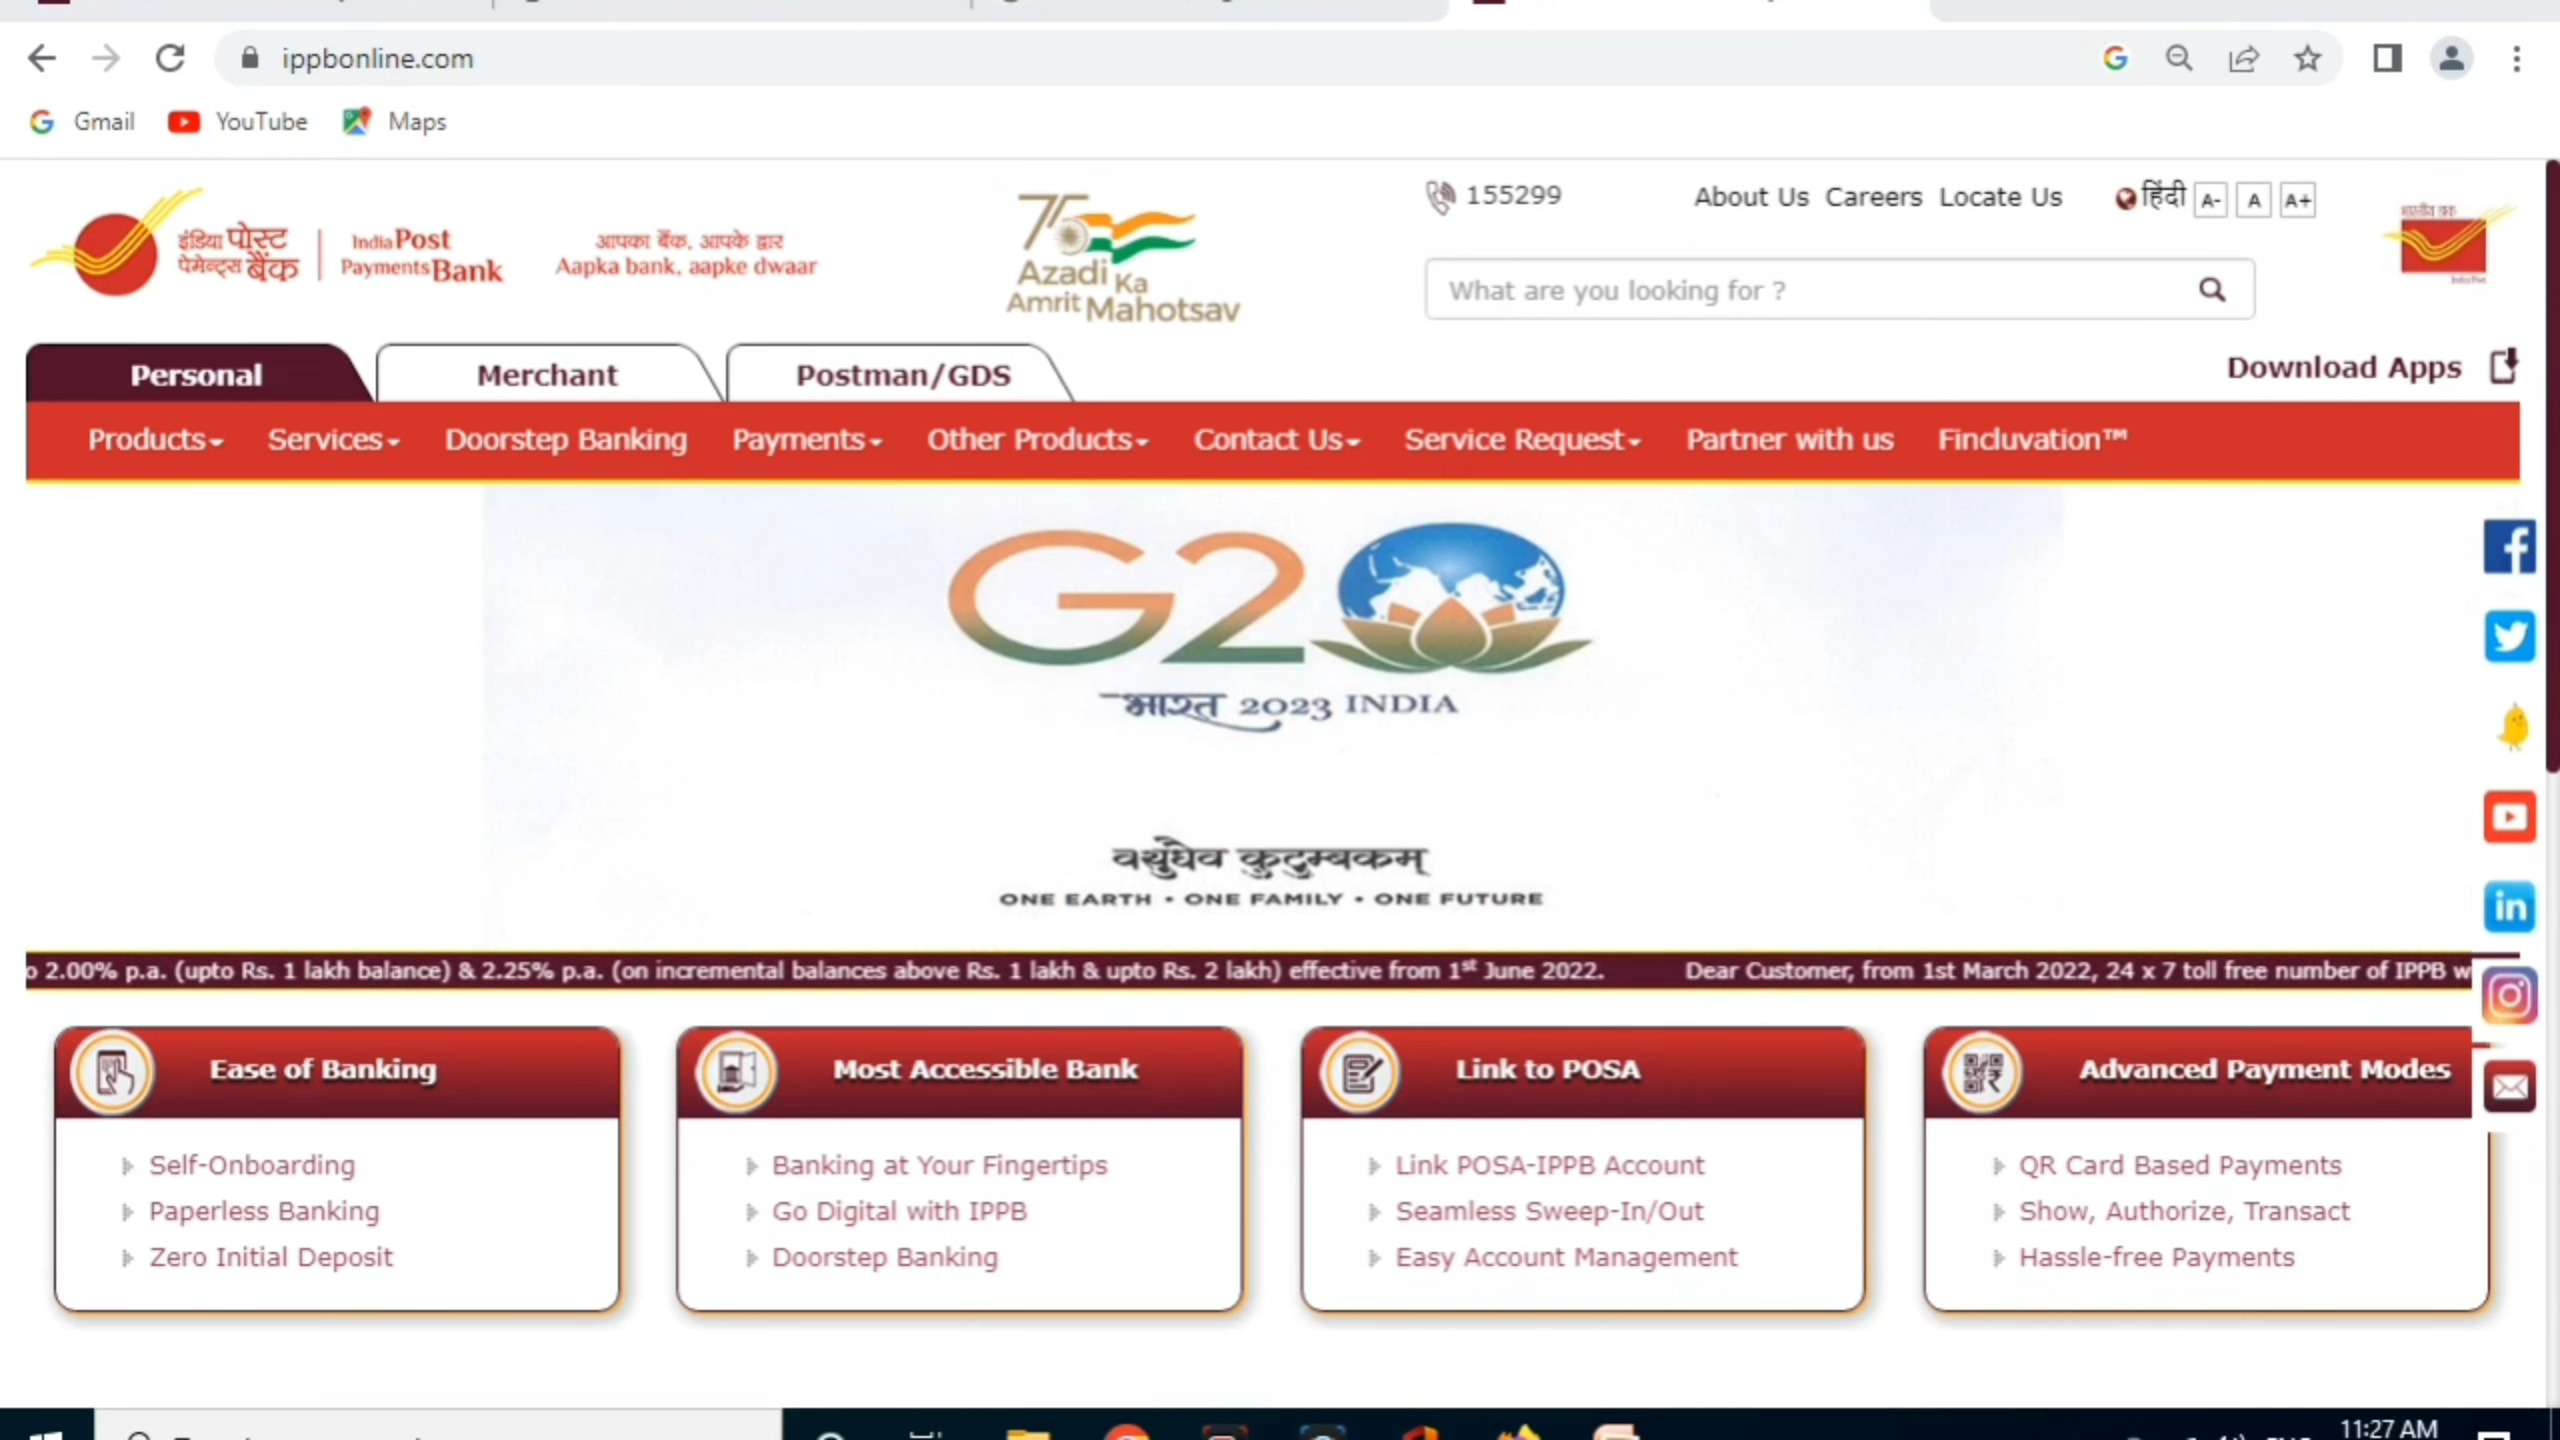 ippbonline.com
Gmail YouTube Maps
इंडिया पोस्ट
पेमेन्ट्स बैंक
India Post
Payments Bank
आपका बैंक, आपके द्वार
Aapka bank, aapke dwaar
75
Azadi Ka
Amrit Mahotsav
155299
About Us Careers Locate Us हिंदी A- A A+
What are you looking for ?
Personal Merchant Postman/GDS Download Apps
Products Services Doorstep Banking Payments Other Products Contact Us Service Request Partner with us Fincluvation™
G20
भारत 2023 INDIA
वसुधैव कुटुम्बकम्
ONE EARTH • ONE FAMILY • ONE FUTURE
o 2.00% p.a. (upto Rs. 1 lakh balance) & 2.25% p.a. (on incremental balances above Rs. 1 lakh & upto Rs. 2 lakh) effective from 1st June 2022. Dear Customer, from 1st March 2022, 24 x 7 toll free number of IPPB w
Ease of Banking
Self-Onboarding
Paperless Banking
Zero Initial Deposit
Most Accessible Bank
Banking at Your Fingertips
Go Digital with IPPB
Doorstep Banking
Link to POSA
Link POSA-IPPB Account
Seamless Sweep-In/Out
Easy Account Management
Advanced Payment Modes
QR Card Based Payments
Show, Authorize, Transact
Hassle-free Payments
11:27 AM